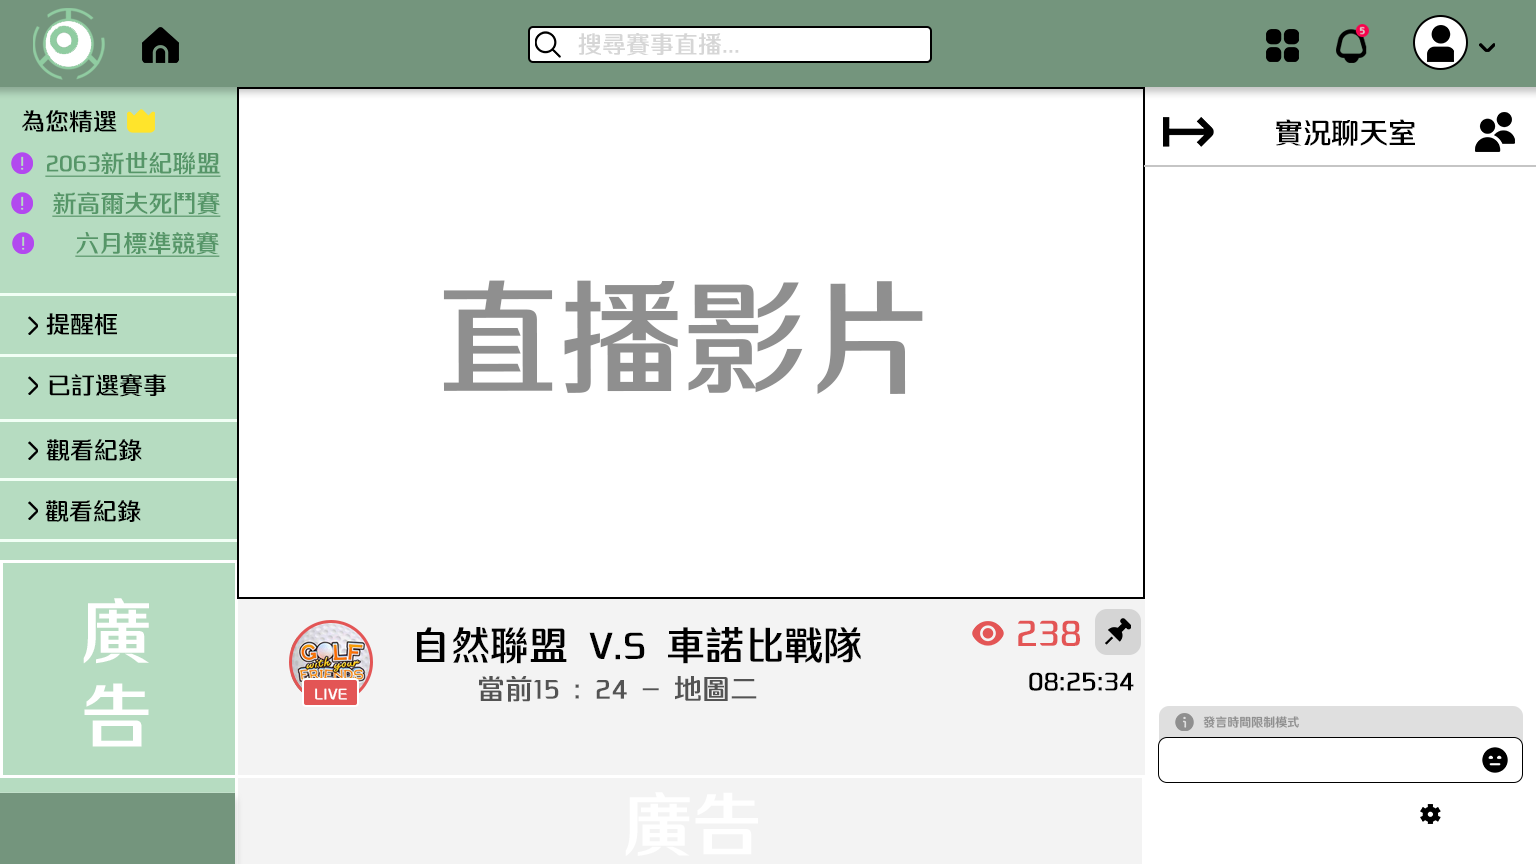 搜尋賽事直播...
5
為您精選
2063新世紀聯盟
新高爾夫死鬥賽
六月標準競賽
提醒框
已訂選賽事
觀看紀錄
觀看紀錄
廣
告
直播影片
GOLF
with your
FRIENDS
LIVE
自然聯盟 V.S 車諾比戰隊
當前15 : 24 - 地圖二
238
08:25:34
廣告
實況聊天室
發言時間限制模式